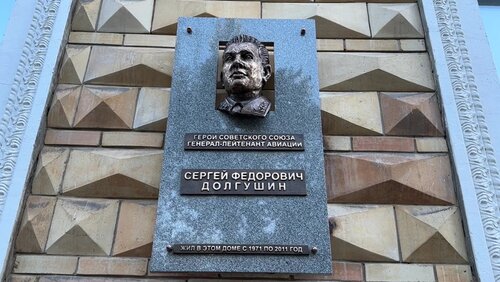 ГЕРОЙ СОВЕТСКОГО СОЮЗА
ГЕНЕРАЛ-ЛЕЙТЕНАНТ АВИАЦИИ
СЕРГЕЙ ФЕДОРОВИЧ
ДОЛГУШИН
ЖИЛ В ЭТОМ ДОМЕ С 1971 ПО 2011 ГОД